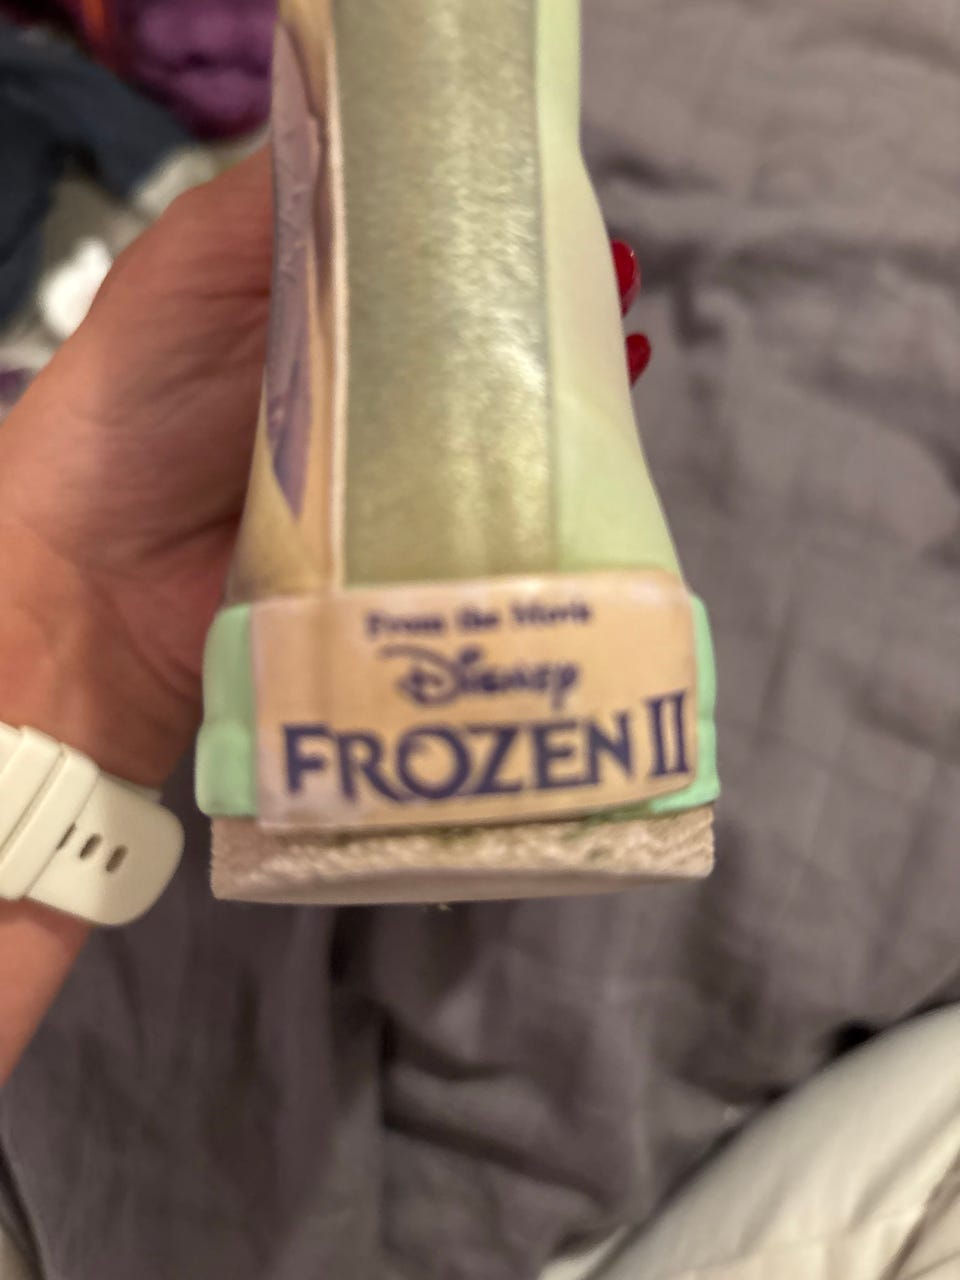 From the Movie
Disney
FROZEN II